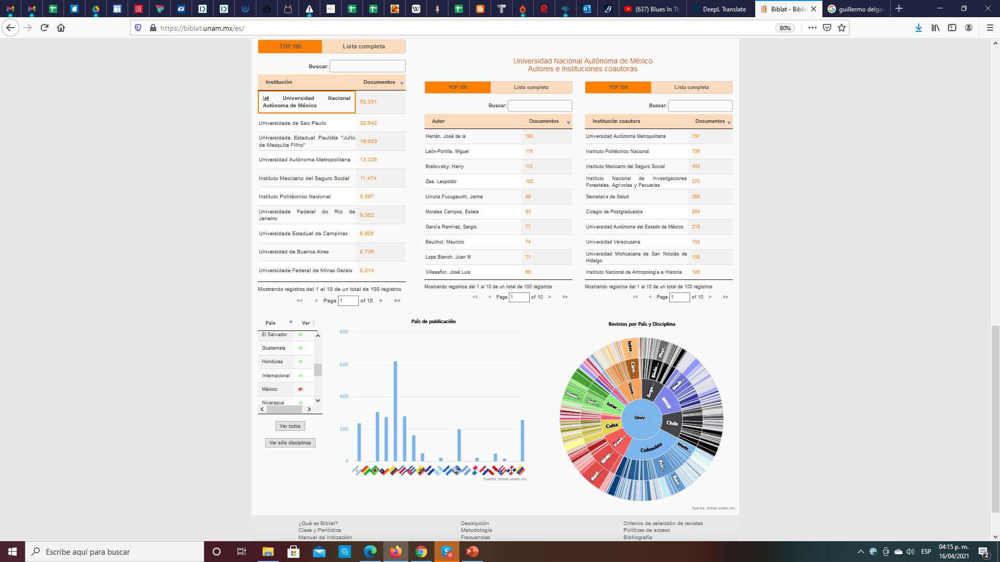 (637) Blues In Th
DeepL Translate
Biblat - Biblio
guillermo delga
https://biblat.unam.mx/es/
80%
TOP 100
Lista completa
Buscar:
Institución
Documentos
Universidad Nacional Autónoma de México
53,331
Universidade de Sao Paulo
32,542
Universidade Estadual Paulista "Julio de Mesquita Filho"
16,893
Universidad Autónoma Metropolitana
13,326
Instituto Mexicano del Seguro Social
11,474
Instituto Politécnico Nacional
9,597
Universidade Federal do Rio de Janeiro
9,302
Universidade Estadual de Campinas
8,905
Universidad de Buenos Aires
8,735
Universidade Federal de Minas Gerais
8,214
Mostrando registros del 1 al 10 de un total de 100 registros
<< < Page 1 of 10 > >>
Universidad Nacional Autónoma de México
Autores e Instituciones coautoras
TOP 100
Lista completa
Buscar:
Autor
Documentos
Herrán, José de la
190
León-Portilla, Miguel
116
Brailovsky, Harry
112
Zea, Leopoldo
103
Urrutia Fucugauchi, Jaime
98
Morales Campos, Estela
93
García Ramírez, Sergio
77
Beuchot, Mauricio
74
Lope Blanch, Juan M
71
Villaseñor, José Luis
69
Mostrando registros del 1 al 10 de un total de 100 registros
<< < Page 1 of 10 > >>
TOP 100
Lista completa
Buscar:
Institución coautora
Documentos
Universidad Autónoma Metropolitana
797
Instituto Politécnico Nacional
706
Instituto Mexicano del Seguro Social
439
Instituto Nacional de Investigaciones Forestales, Agrícolas y Pecuarias
270
Secretaría de Salud
266
Colegio de Postgraduados
264
Universidad Autónoma del Estado de México
219
Universidad Veracruzana
193
Universidad Michoacana de San Nicolás de Hidalgo
193
Instituto Nacional de Antropología e Historia
189
Mostrando registros del 1 al 10 de un total de 100 registros
<< < Page 1 of 10 > >>
País
Ver
El Salvador
Guatemala
Honduras
Internacional
México
Nicaragua
Ver todos
Ver sólo disciplinas
País de publicación
800
600
400
200
0
Fuente: biblat.unam.mx
Revistas por País y Disciplina
Univ...
Vene...
Arge...
Brasil
Chile
Colombia
Cost...
Cuba
Inter...
Cien...
Inter...
Biolo...
Phyt...
Medi...
Multi...
Psic...
Revi...
Biolo...
Revi...
Soci...
Nuev...
Fuente: biblat.unam.mx
¿Qué es Biblat?
Clase y Periódica
Manual de indización
Descripción
Metodología
Frecuencias
Criterios de selección de revistas
Políticas de acceso
Bibliografía
Escribe aquí para buscar
6
ESP
04:15 p. m.
16/04/2021
2